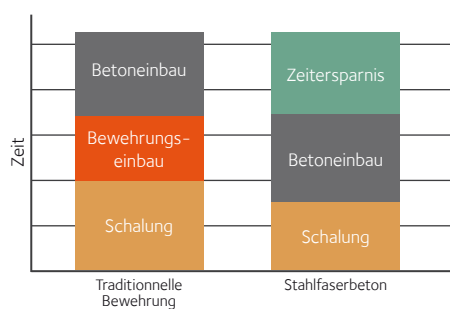 Zeit
Betoneinbau
Bewehrungs-
einbau
Schalung
Zeitersparnis
Betoneinbau
Schalung
Traditionelle
Bewehrung
Stahlfaserbeton